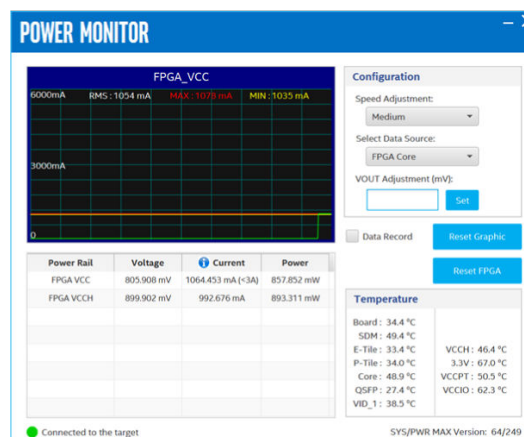 POWER MONITOR
FPGA_VCC
6000mA RMS : 1054 mA MAX : 1078 mA MIN : 1035 mA
3000mA
0
Configuration
Speed Adjustment:
Medium
Select Data Source:
FPGA Core
VOUT Adjustment (mV):
Set
Data Record
Reset Graphic
Reset FPGA
Power Rail Voltage Current Power
FPGA VCC 805.908 mV 1064.453 mA (<3A) 857.852 mW
FPGA VCCH 899.902 mV 992.676 mA 893.311 mW
Temperature
Board : 34.4 °C
SDM : 49.4 °C
E-Tile : 33.4 °C VCCH : 46.4 °C
P-Tile : 34.0 °C 3.3V : 67.0 °C
Core : 48.9 °C VCCPT : 50.5 °C
QSFP : 27.4 °C VCCIO : 62.3 °C
VID_1 : 38.5 °C
Connected to the target
SYS/PWR MAX Version: 64/249